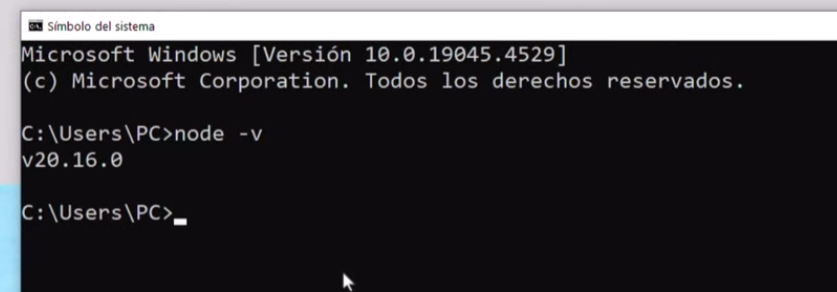 Símbolo del sistema
Microsoft Windows [Versión 10.0.19045.4529]
(c) Microsoft Corporation. Todos los derechos reservados.
C:\Users\PC>node -v
v20.16.0
C:\Users\PC>